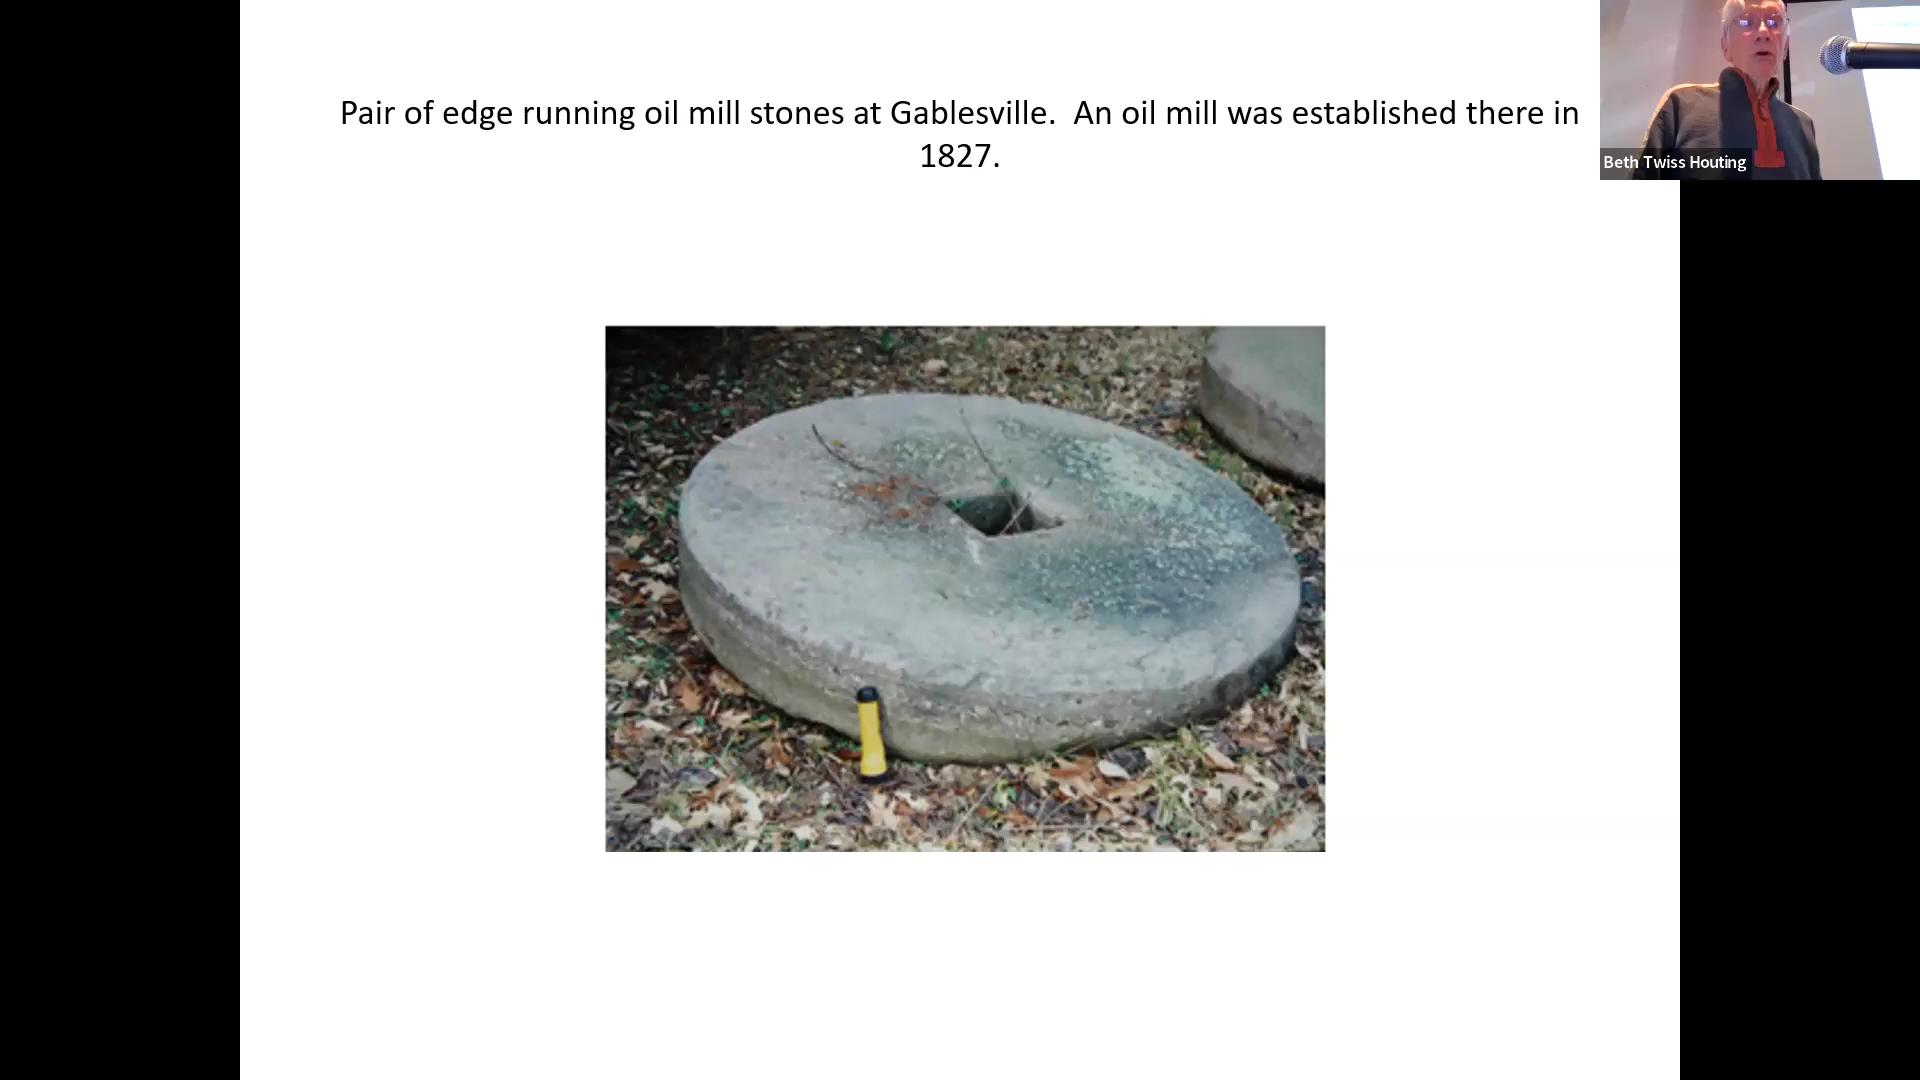 Pair of edge running oil mill stones at Gablesville.  An oil mill was established there in
1827.
Beth Twiss Houting